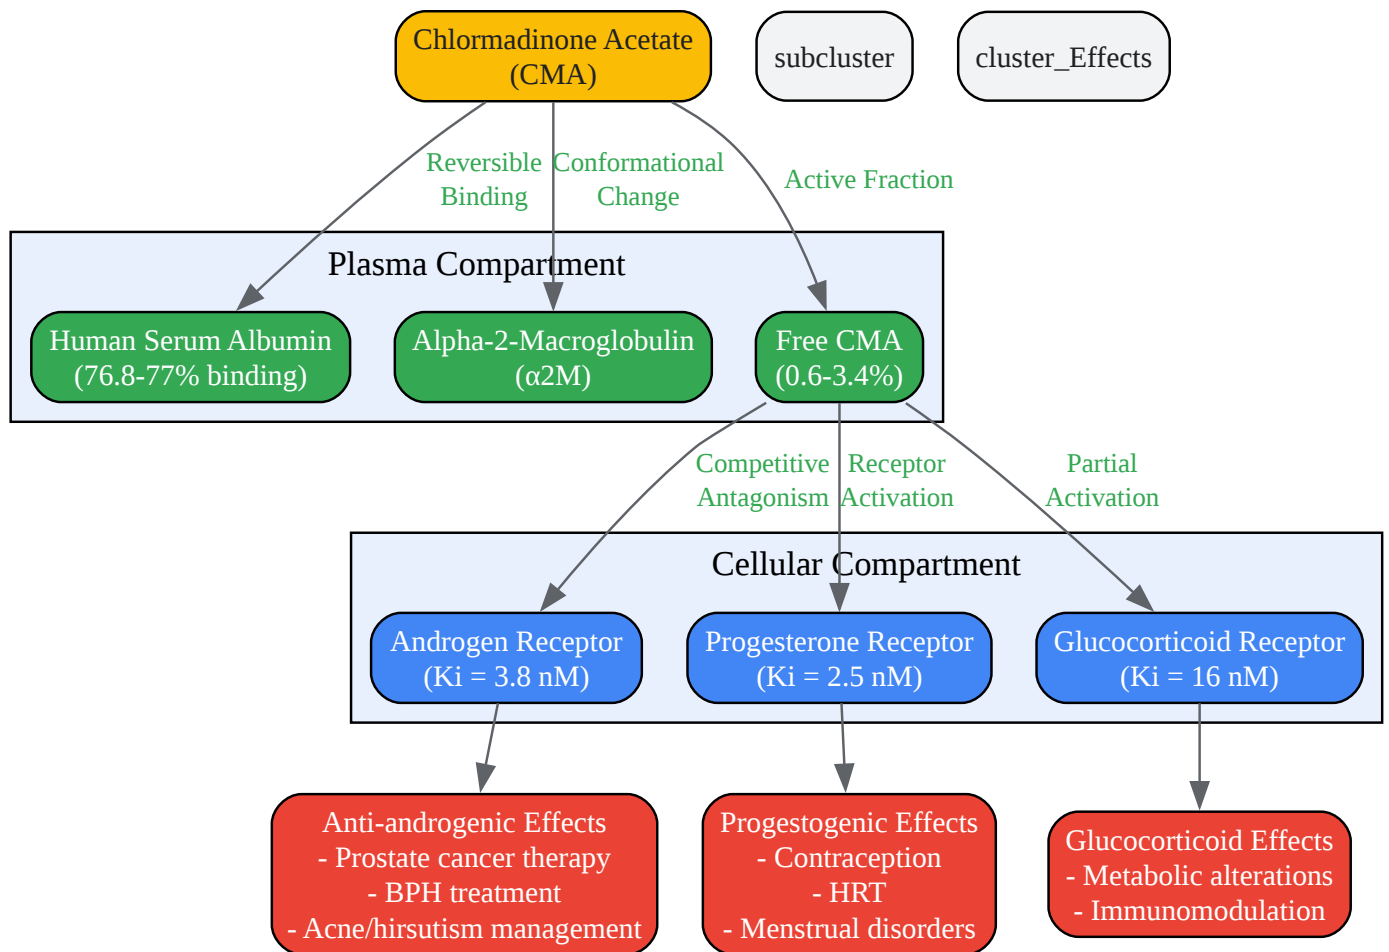 Chlormadinone Acetate
(CMA)
subcluster
cluster_Effects
Reversible
Binding
Conformational
Change
Active Fraction
Plasma Compartment
Human Serum Albumin
(76.8-77% binding)
Alpha-2-Macroglobulin
(α2M)
Free CMA
(0.6-3.4%)
Competitive
Antagonism
Receptor
Activation
Partial
Activation
Cellular Compartment
Androgen Receptor
(Ki = 3.8 nM)
Progesterone Receptor
(Ki = 2.5 nM)
Glucocorticoid Receptor
(Ki = 16 nM)
Anti-androgenic Effects
- Prostate cancer therapy
- BPH treatment
- Acne/hirsutism management
Progestogenic Effects
- Contraception
- HRT
- Menstrual disorders
Glucocorticoid Effects
- Metabolic alterations
- Immunomodulation